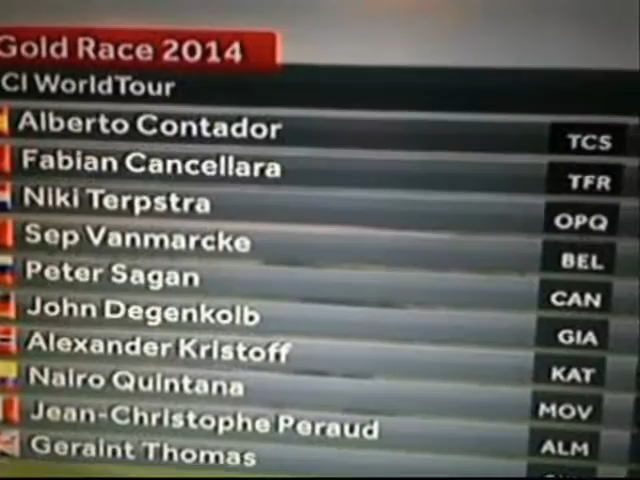 Gold Race 2014
CI WorldTour
Alberto Contador TCS
Fabian Cancellara TFR
Niki Terpstra OPQ
Sep Vanmarcke BEL
Peter Sagan CAN
John Degenkolb GIA
Alexander Kristoff KAT
Nairo Quintana MOV
Jean-Christophe Peraud ALM
Geraint Thomas